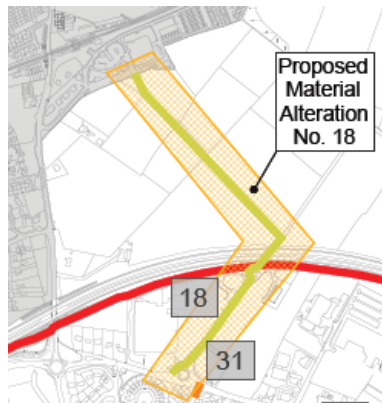 Proposed
Material
Alteration
No. 18
18
31